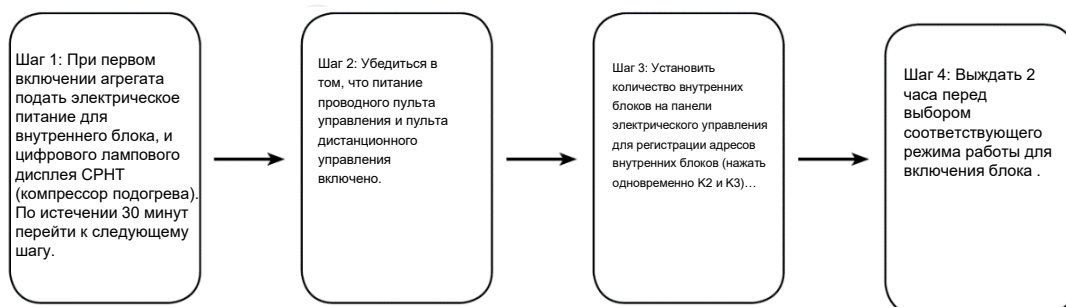 Шаг 1: При первом
включении агрегата
подать электрическое
питание для
внутреннего блока, и
цифрового лампового
дисплея СРНТ
(компрессор подогрева).
По истечении 30 минут
перейти к следующему
шагу.
Шаг 2: Убедиться в
том, что питание
проводного пульта
управления и пульта
дистанционного
управления
включено.
Шаг 3: Установить
количество внутренних
блоков на панели
электрического управления
для регистрации адресов
внутренних блоков (нажать
одновременно K2 и K3)…
Шаг 4: Выждать 2
часа перед
выбором
соответствующего
режима работы для
включения блока .